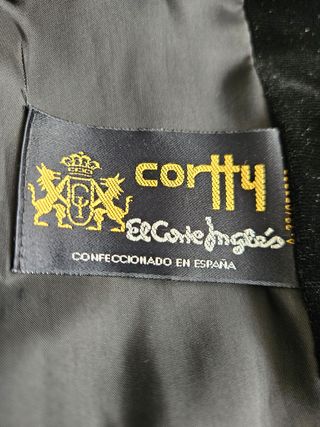 cortty
El Corte Inglés
CONFECCIONADO EN ESPAÑA